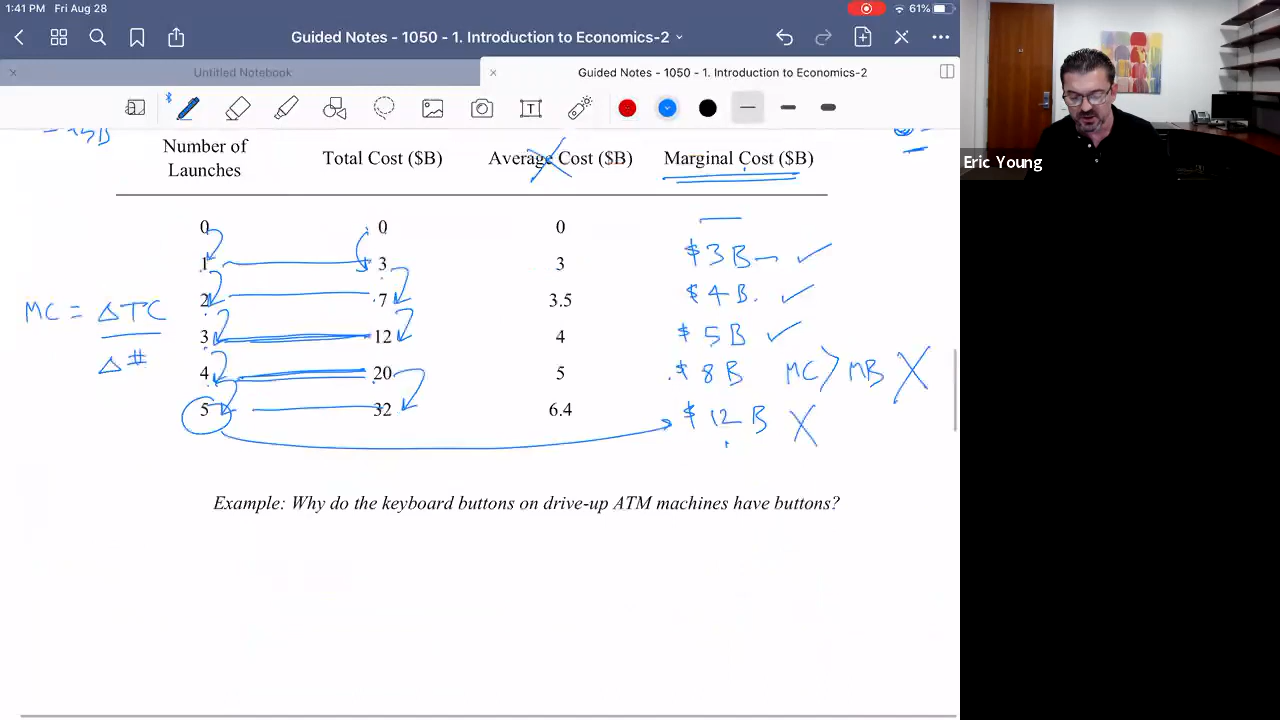 1:41 PM Fri Aug 28
61%
Guided Notes - 1050 - 1. Introduction to Economics-2
Untitled Notebook
Guided Notes - 1050 - 1. Introduction to Economics-2
T
Eric Young
Number of Launches Total Cost ($B) Average Cost ($B) Marginal Cost ($B)
0 0 0 —
1 3 3 $3B
2 7 3.5 $4B
3 12 4 $5B
4 20 5 $8B MC > MB
5 32 6.4 $12B
MC = ΔTC
Δ#
Example: Why do the keyboard buttons on drive-up ATM machines have buttons?